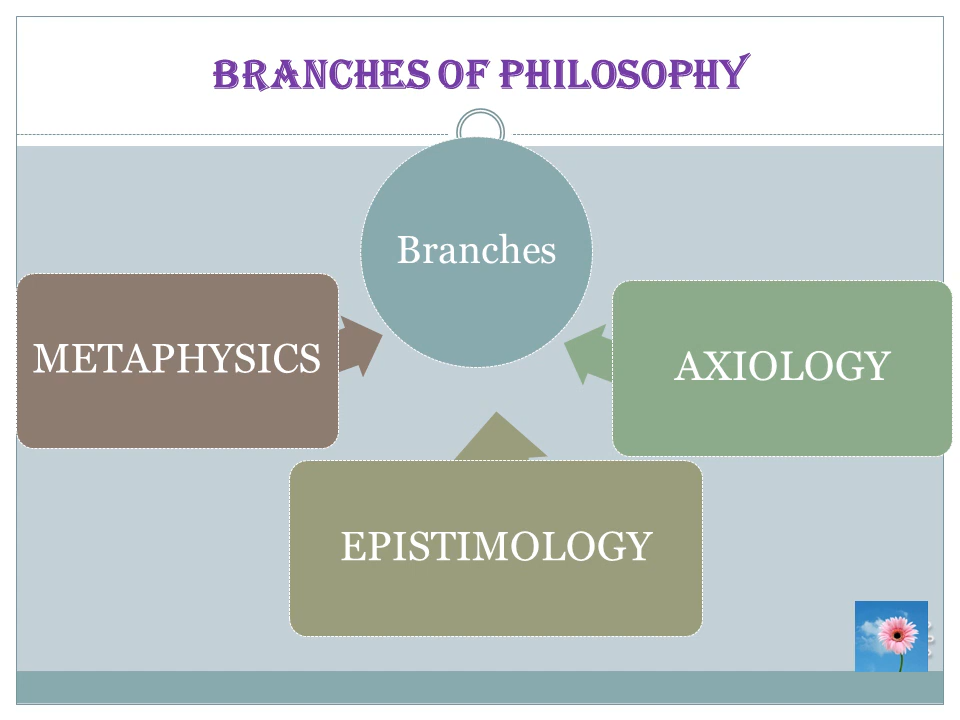 BRANCHES OF PHILOSOPHY
Branches
METAPHYSICS
AXIOLOGY
EPISTIMOLOGY